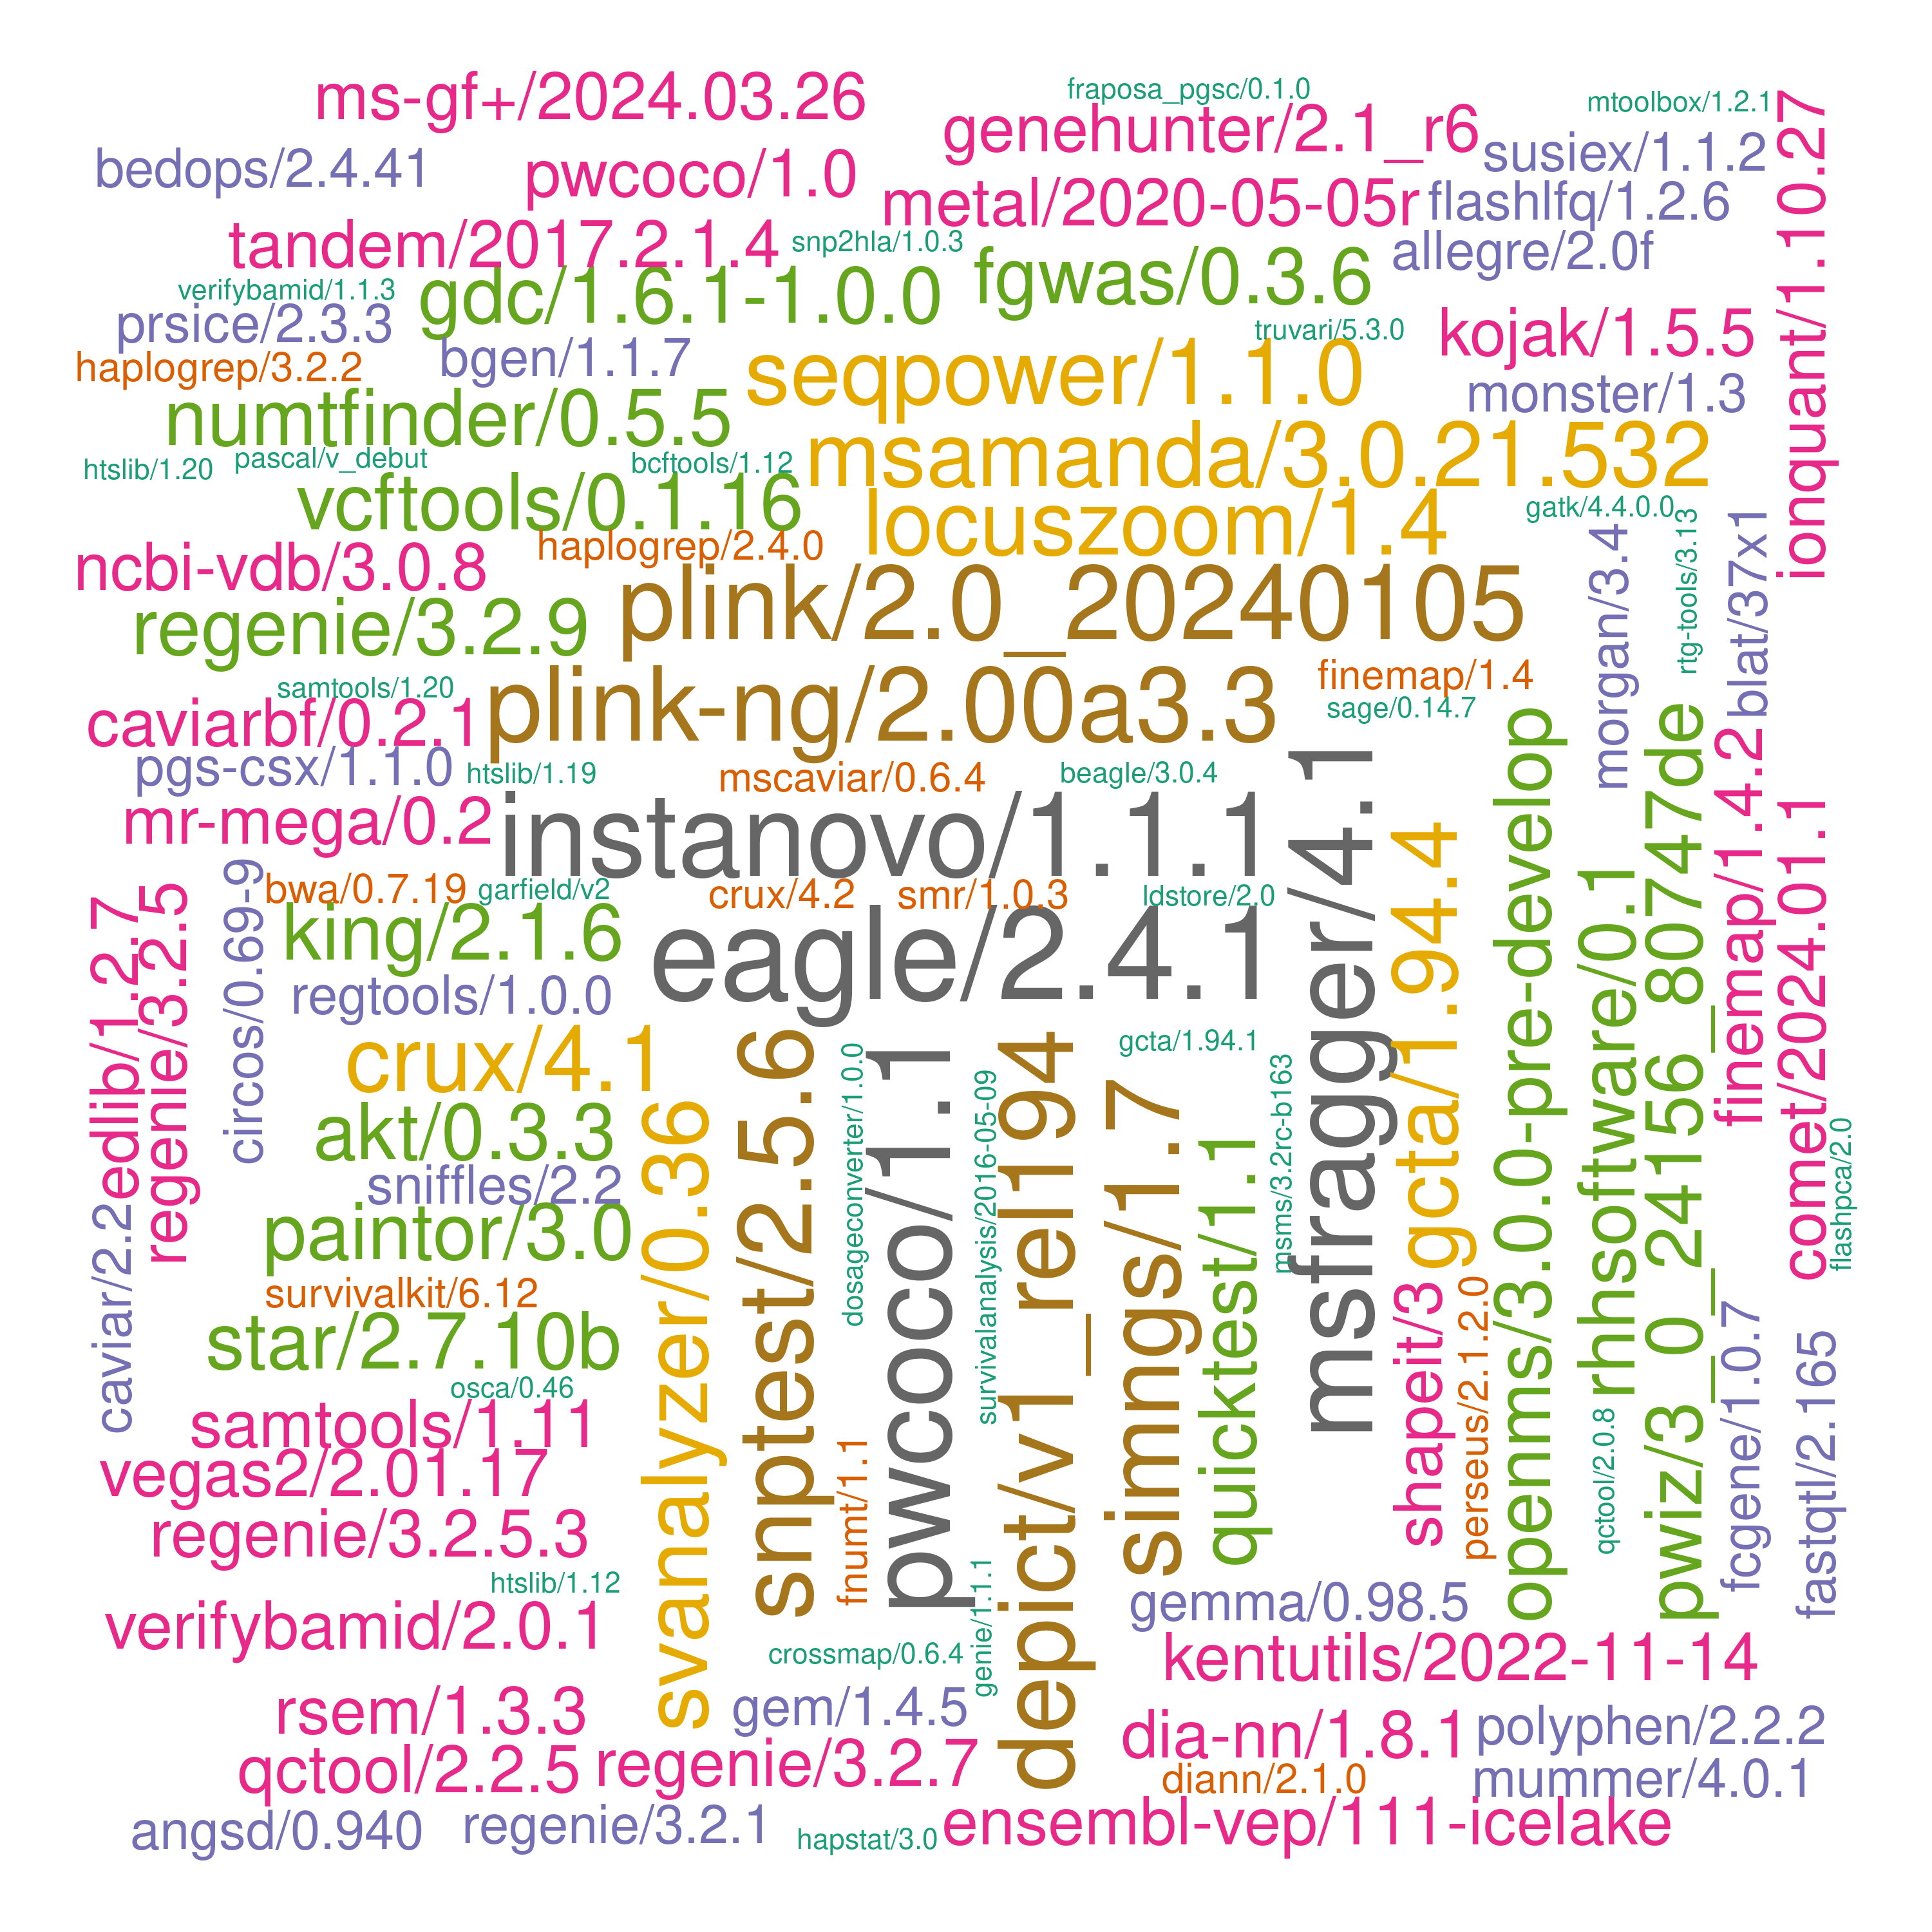 ms-gf+/2024.03.26
fraposa_pgsc/0.1.0
mtoolbox/1.2.1
genehunter/2.1_r6
bedops/2.4.41
pwcoco/1.0
susiex/1.1.2
ionquant/1.10.27
metal/2020-05-05r
flashlfq/1.2.6
tandem/2017.2.1.4
snp2hla/1.0.3
allegre/2.0f
verifybamid/1.1.3
gdc/1.6.1-1.0.0
fgwas/0.3.6
prsice/2.3.3
truvari/5.3.0
kojak/1.5.5
haplogrep/3.2.2
bgen/1.1.7
seqpower/1.1.0
monster/1.3
numtfinder/0.5.5
htslib/1.20
pascal/v_debut
bcftools/1.12
msamanda/3.0.21.532
vcftools/0.1.16
locuszoom/1.4
gatk/4.4.0.0
morgan/3.4
rtg-tools/3.13
blat/37x1
haplogrep/2.4.0
ncbi-vdb/3.0.8
plink/2.0_20240105
regenie/3.2.9
samtools/1.20
plink-ng/2.00a3.3
finemap/1.4
sage/0.14.7
caviarbf/0.2.1
pgs-csx/1.1.0
htslib/1.19
mscaviar/0.6.4
beagle/3.0.4
mr-mega/0.2
instanovo/1.1.1
msfragger/4.1
gcta/1.94.4
openms/3.0.0-pre-develop
rhhsoftware/0.1
pwiz/3_0_24156_80747de
finemap/1.4.2
comet/2024.01.1
flashpca/2.0
edlib/1.2.7
regenie/3.2.5
circos/0.69-9
bwa/0.7.19
garfield/v2
crux/4.2
smr/1.0.3
ldstore/2.0
king/2.1.6
eagle/2.4.1
regtools/1.0.0
crux/4.1
snptest/2.5.6
dosageconverter/1.0.0
pwcoco/1.1
survivalanalysis/2016-05-09
depict/v1_rel194
gcta/1.94.1
simngs/1.7
quicktest/1.1
msms/3.2rc-b163
akt/0.3.3
svanalyzer/0.36
sniffles/2.2
caviar/2.2
paintor/3.0
survivalkit/6.12
shapeit/3
perseus/2.1.2.0
star/2.7.10b
osca/0.46
samtools/1.11
qctool/2.0.8
fcgene/1.0.7
fastqtl/2.165
vegas2/2.01.17
fnumt/1.1
regenie/3.2.5.3
htslib/1.12
genie/1.1.1
gemma/0.98.5
verifybamid/2.0.1
crossmap/0.6.4
kentutils/2022-11-14
rsem/1.3.3
gem/1.4.5
dia-nn/1.8.1
polyphen/2.2.2
qctool/2.2.5
regenie/3.2.7
diann/2.1.0
mummer/4.0.1
angsd/0.940
regenie/3.2.1
hapstat/3.0
ensembl-vep/111-icelake